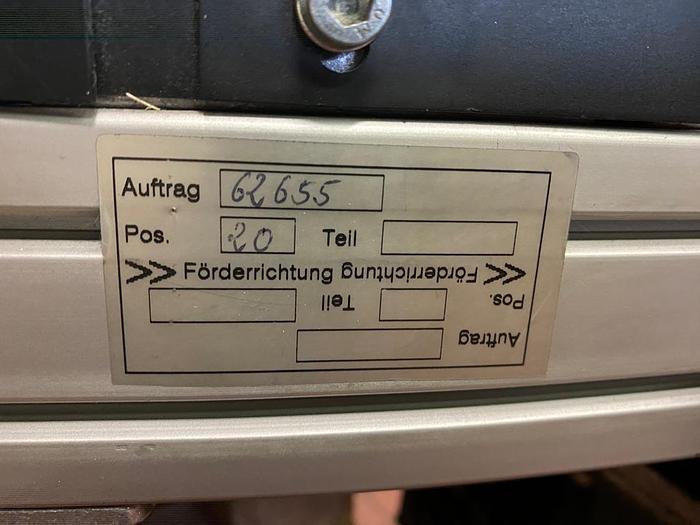 Auftrag 62655
Pos. 20 Teil
>> Förderrichtung Förderrichtung >>
Pos. Teil
Auftrag